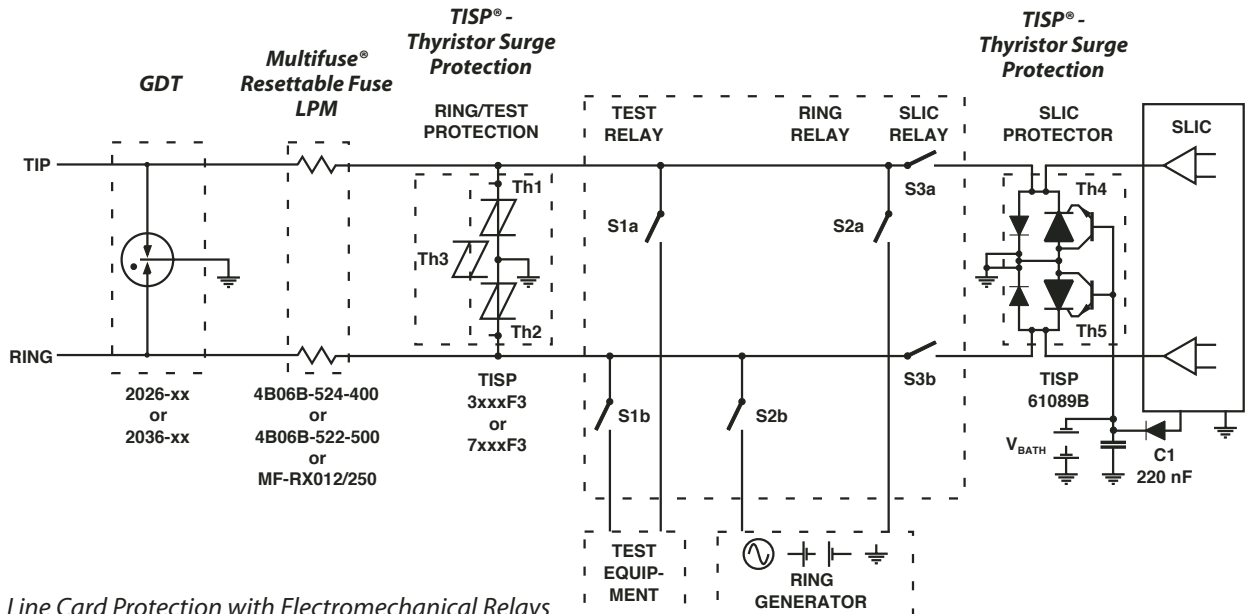 TISP® -
Thyristor Surge
Protection
TISP® -
Thyristor Surge
Protection
Multifuse®
Resettable Fuse
LPM
GDT
RING/TEST
PROTECTION
TEST
RELAY
RING
RELAY
SLIC
RELAY
SLIC
PROTECTOR
SLIC
TIP
Th1
Th3
Th2
S1a
S2a
S3a
Th4
Th5
RING
S1b
S2b
S3b
2026-xx
or
2036-xx
4B06B-524-400
or
4B06B-522-500
or
MF-RX012/250
TISP
3xxxF3
or
7xxxF3
TISP
61089B
VBATH
C1
220 nF
TEST
EQUIP-
MENT
RING
GENERATOR
Line Card Protection with Electromechanical Relays